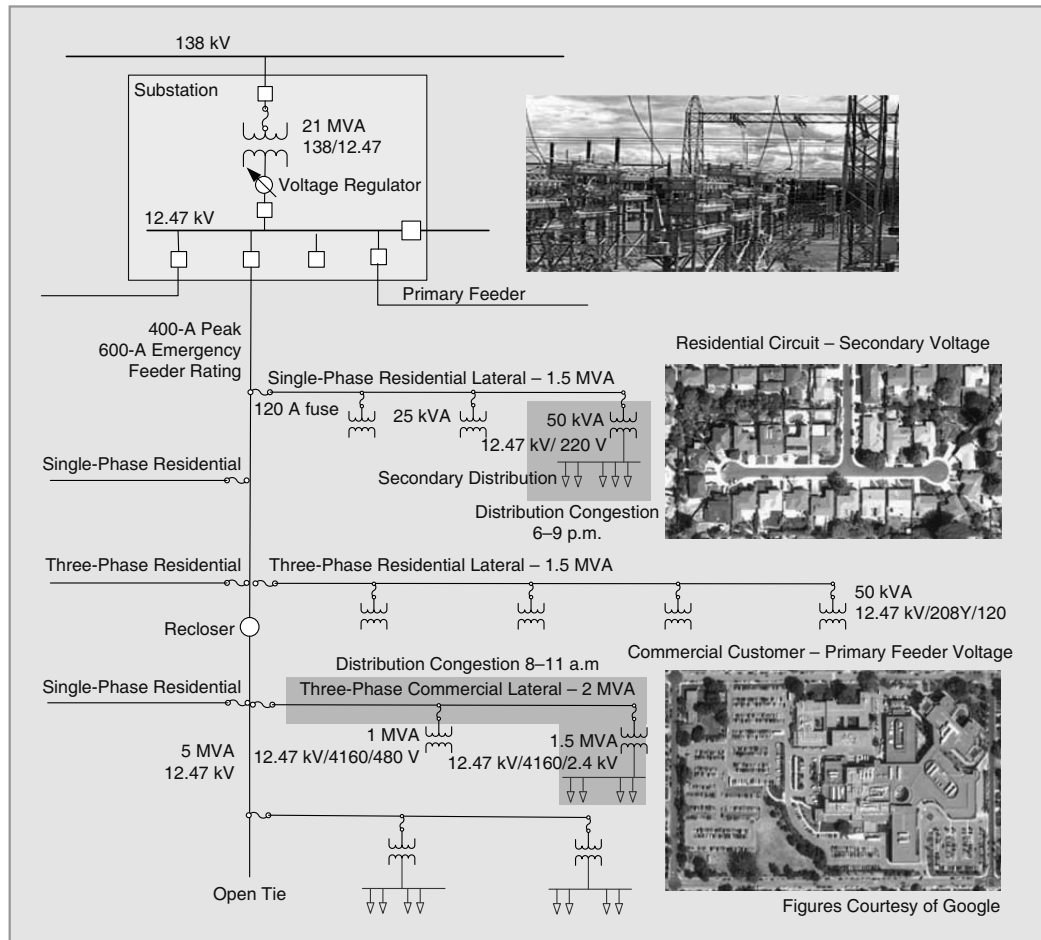 138 kV
Substation
21 MVA
138/12.47
Voltage Regulator
12.47 kV
Primary Feeder
400-A Peak
600-A Emergency
Feeder Rating
Residential Circuit – Secondary Voltage
Single-Phase Residential Lateral – 1.5 MVA
120 A fuse
25 kVA
50 kVA
12.47 kV/ 220 V
Single-Phase Residential
Secondary Distribution
Distribution Congestion
6–9 p.m.
Three-Phase Residential
Three-Phase Residential Lateral – 1.5 MVA
50 kVA
12.47 kV/208Y/120
Recloser
Commercial Customer – Primary Feeder Voltage
Distribution Congestion 8–11 a.m
Single-Phase Residential
Three-Phase Commercial Lateral – 2 MVA
1 MVA
12.47 kV/4160/480 V
1.5 MVA
12.47 kV/4160/2.4 kV
5 MVA
12.47 kV
Open Tie
Figures Courtesy of Google